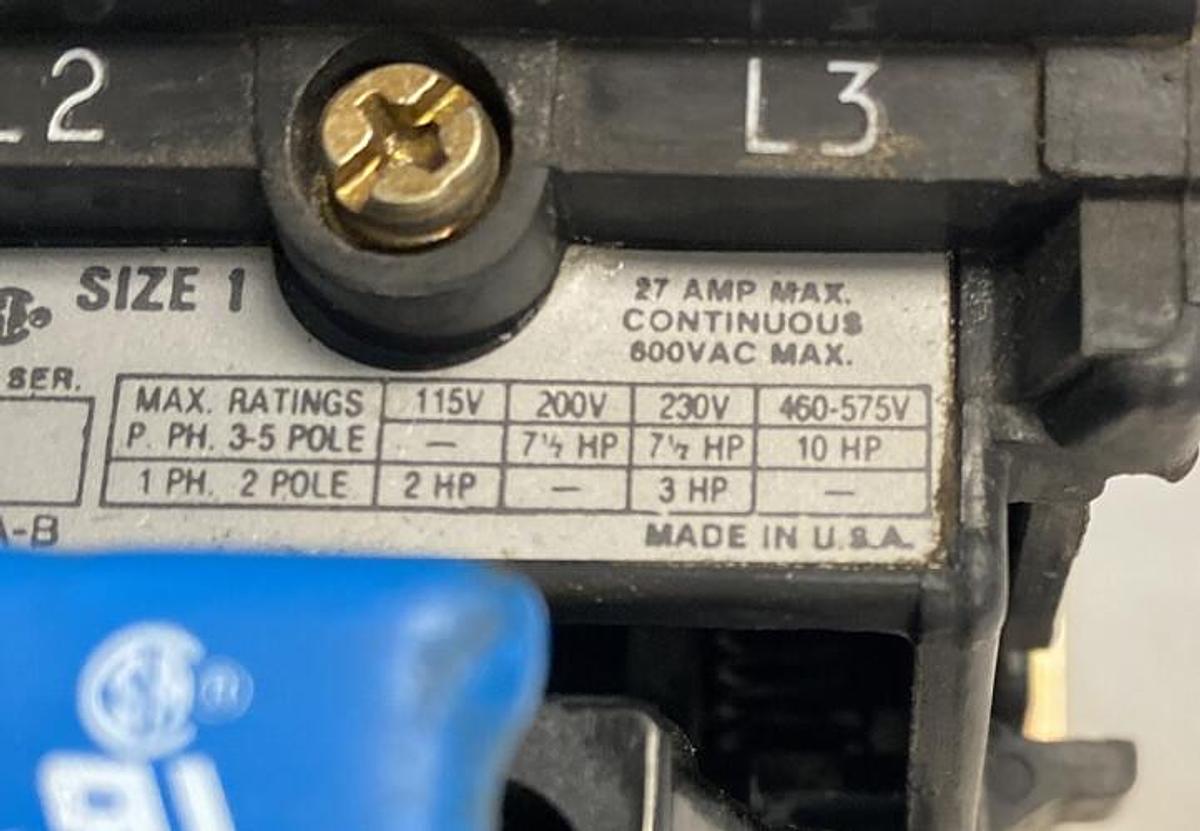 L2
L3
SIZE 1
27 AMP MAX.
CONTINUOUS
600VAC MAX.
SER.
MAX. RATINGS 115V 200V 230V 460-575V
P. PH. 3-5 POLE — 7½ HP 7½ HP 10 HP
1 PH. 2 POLE 2 HP — 3 HP —
A-B
MADE IN U.S.A.